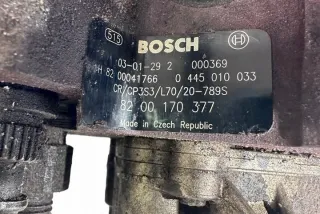 515 BOSCH
03-01-29 2 000369
H 82 00041766 0 445 010 033
CR/CP3S3/L70/20-789S
82 00 170 377
Made in Czech Republic